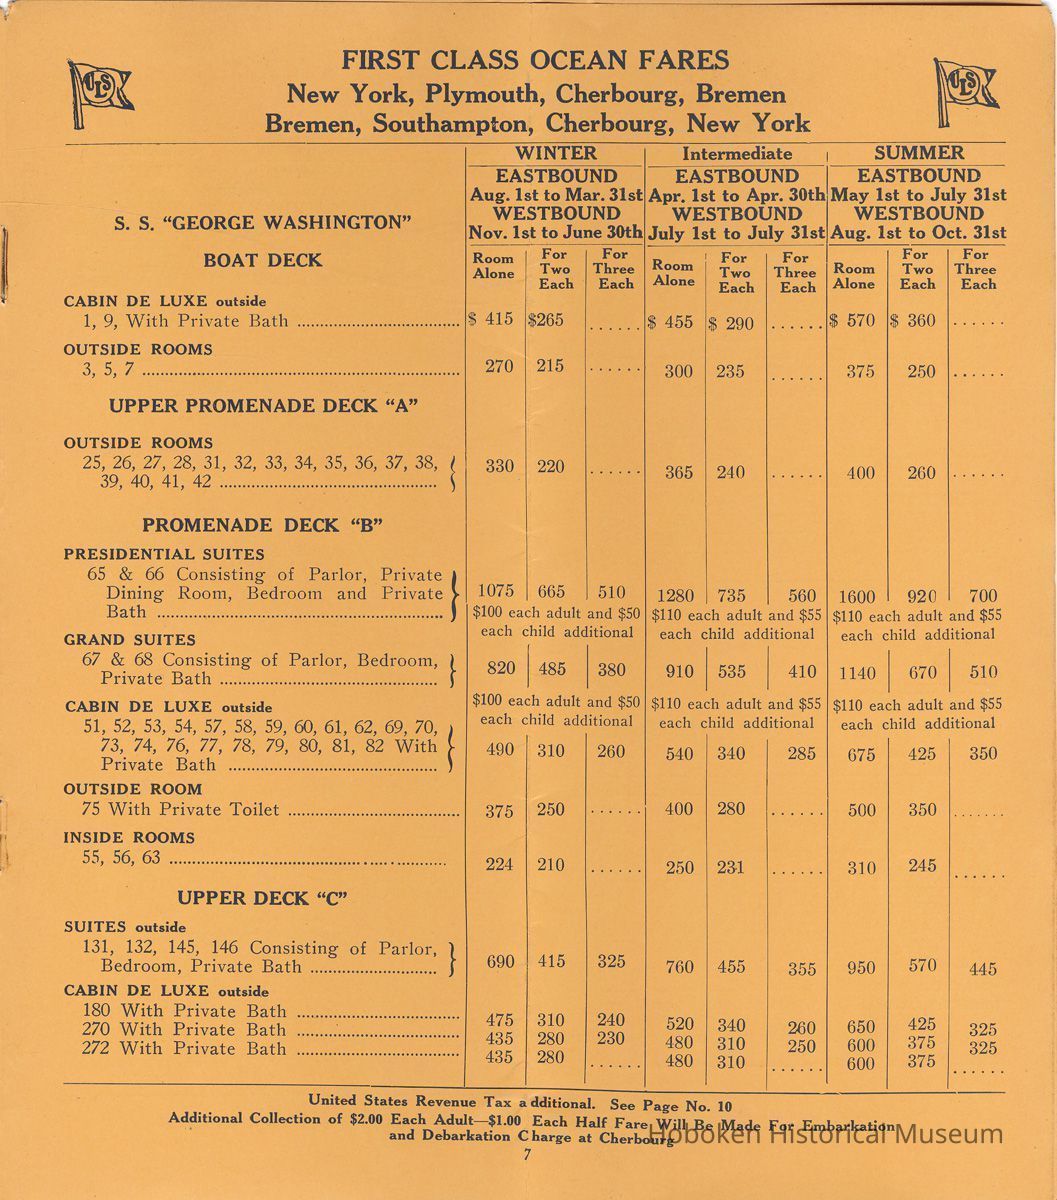 FIRST CLASS OCEAN FARES
New York, Plymouth, Cherbourg, Bremen
Bremen, Southampton, Cherbourg, New York
U L S
U L S
WINTER Intermediate SUMMER
EASTBOUND EASTBOUND EASTBOUND
Aug. 1st to Mar. 31st Apr. 1st to Apr. 30th May 1st to July 31st
WESTBOUND WESTBOUND WESTBOUND
Nov. 1st to June 30th July 1st to July 31st Aug. 1st to Oct. 31st
S. S. “GEORGE WASHINGTON”
BOAT DECK
Room Alone For Two Each For Three Each Room Alone For Two Each For Three Each Room Alone For Two Each For Three Each
CABIN DE LUXE outside
1, 9, With Private Bath ................ $ 415 $265 ...... $ 455 $ 290 ...... $ 570 $ 360 ......
OUTSIDE ROOMS
3, 5, 7 ................ 270 215 ...... 300 235 ...... 375 250 ......
UPPER PROMENADE DECK “A”
OUTSIDE ROOMS
25, 26, 27, 28, 31, 32, 33, 34, 35, 36, 37, 38,
39, 40, 41, 42 ................ 330 220 ...... 365 240 ...... 400 260 ......
PROMENADE DECK “B”
PRESIDENTIAL SUITES
65 & 66 Consisting of Parlor, Private
Dining Room, Bedroom and Private 1075 665 510 1280 735 560 1600 920 700
Bath ................ $100 each adult and $50 $110 each adult and $55 $110 each adult and $55
each child additional each child additional each child additional
GRAND SUITES
67 & 68 Consisting of Parlor, Bedroom, 820 485 380 910 535 410 1140 670 510
Private Bath ................
$100 each adult and $50 $110 each adult and $55 $110 each adult and $55
CABIN DE LUXE outside
each child additional each child additional each child additional
51, 52, 53, 54, 57, 58, 59, 60, 61, 62, 69, 70,
73, 74, 76, 77, 78, 79, 80, 81, 82 With 490 310 260 540 340 285 675 425 350
Private Bath ................
OUTSIDE ROOM
75 With Private Toilet ................ 375 250 ...... 400 280 ...... 500 350 ......
INSIDE ROOMS
55, 56, 63 ................ 224 210 ...... 250 231 ...... 310 245 ......
UPPER DECK “C”
SUITES outside
131, 132, 145, 146 Consisting of Parlor,
Bedroom, Private Bath ................ 690 415 325 760 455 355 950 570 445
CABIN DE LUXE outside
180 With Private Bath ................ 475 310 240 520 340 260 650 425 325
270 With Private Bath ................ 435 280 230 480 310 250 600 375 325
272 With Private Bath ................ 435 280 ...... 480 310 ...... 600 375 ......
United States Revenue Tax additional. See Page No. 10
Additional Collection of $2.00 Each Adult—$1.00 Each Half Fare Will Be Made For Embarkation
and Debarkation Charge at Cherbourg
Hoboken Historical Museum
7